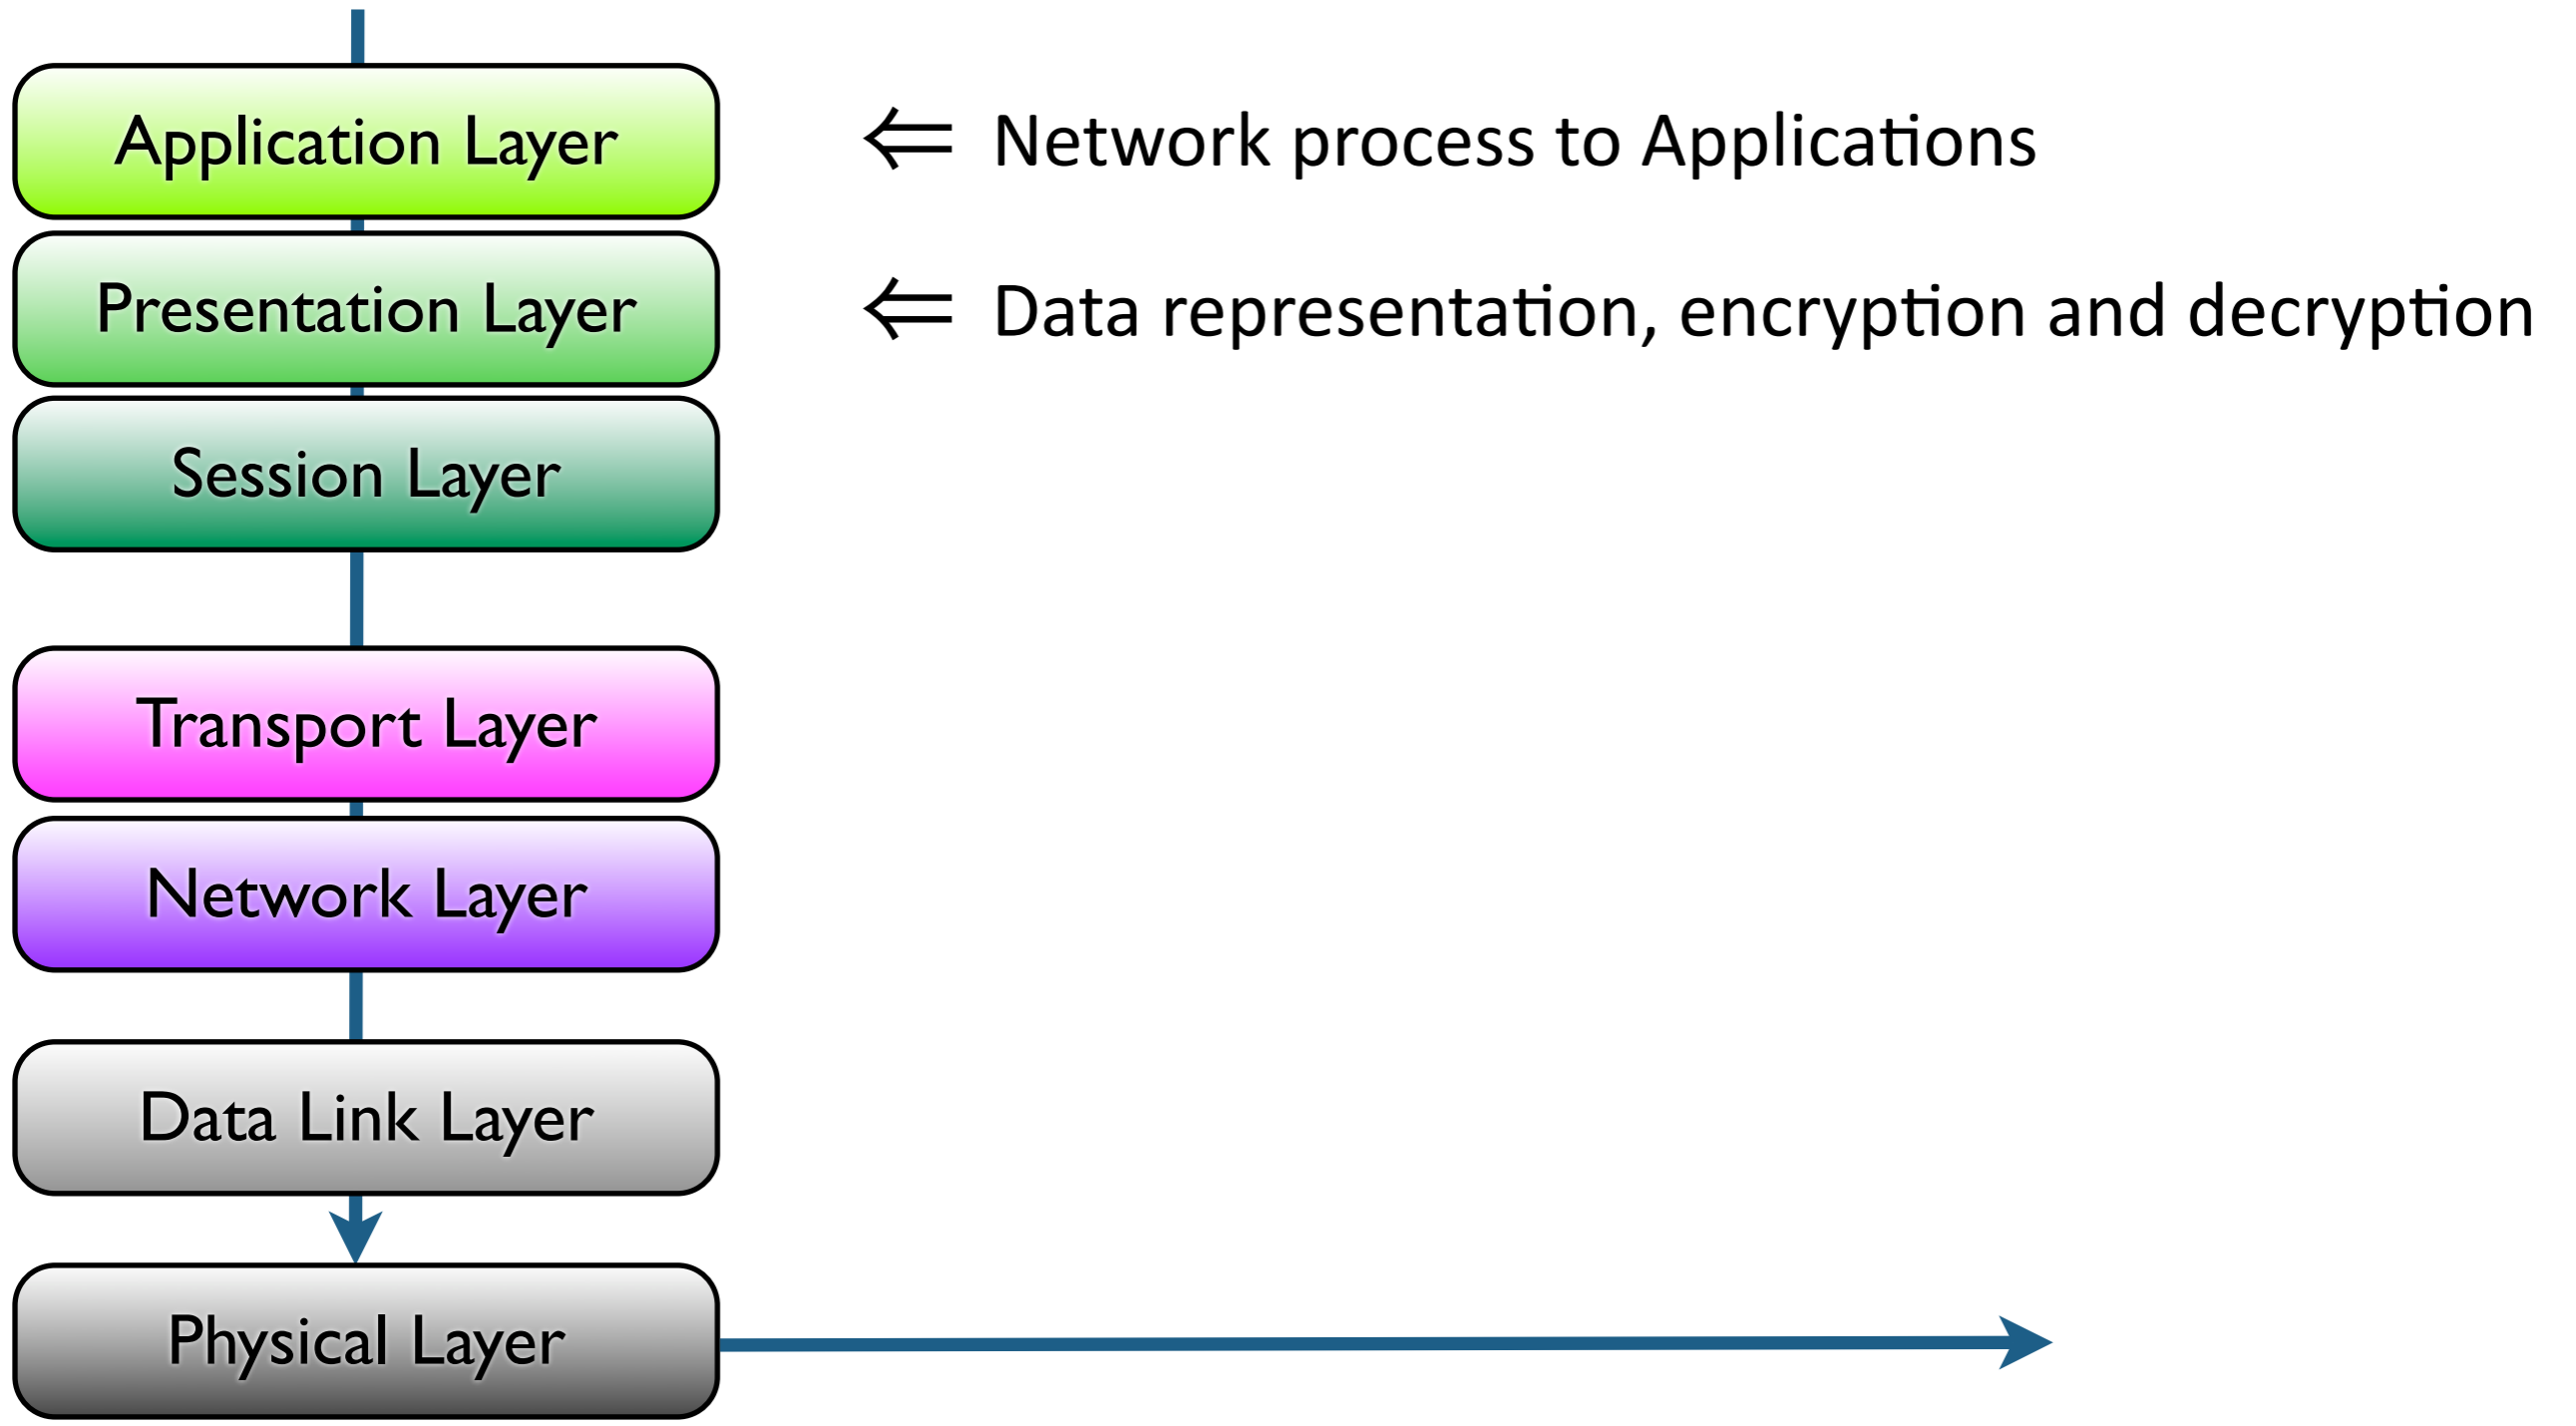 Application Layer
⇐ Network process to Applications
Presentation Layer
⇐ Data representation, encryption and decryption
Session Layer
Transport Layer
Network Layer
Data Link Layer
Physical Layer